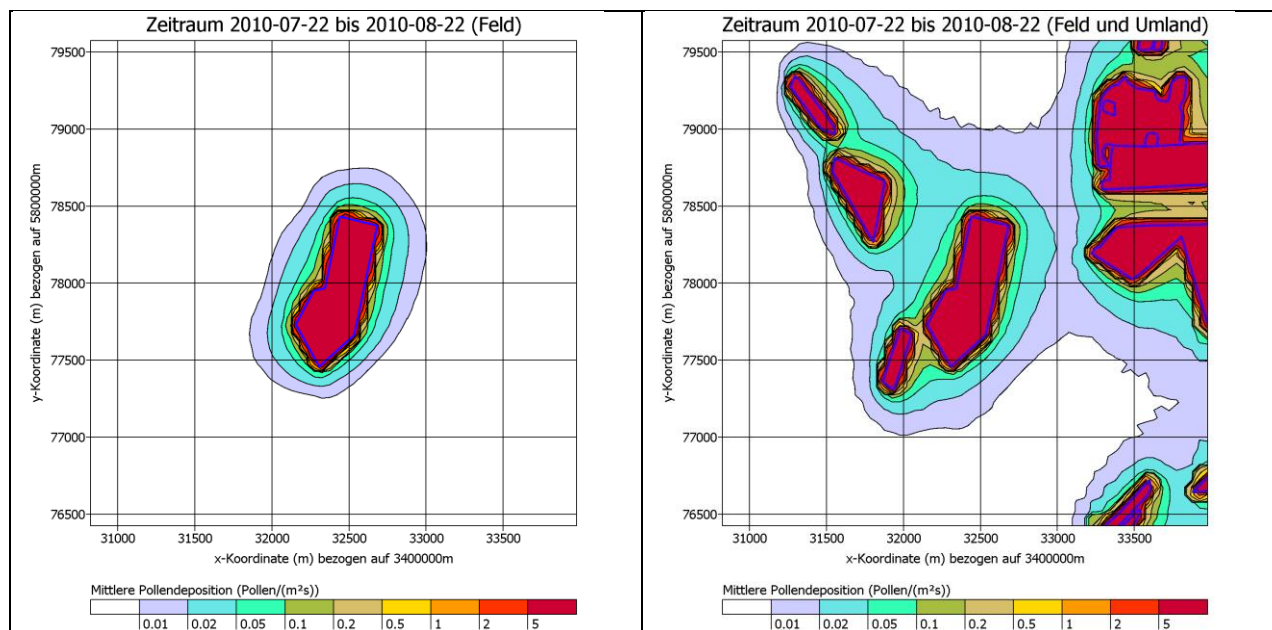 Zeitraum 2010-07-22 bis 2010-08-22 (Feld)
79500
79000
78500
78000
77500
77000
76500
y-Koordinate (m) bezogen auf 5800000m
31000 31500 32000 32500 33000 33500
x-Koordinate (m) bezogen auf 3400000m
Mittlere Pollendeposition (Pollen/(m²s))
0.01 0.02 0.05 0.1 0.2 0.5 1 2 5
Zeitraum 2010-07-22 bis 2010-08-22 (Feld und Umland)
79500
79000
78500
78000
77500
77000
76500
y-Koordinate (m) bezogen auf 5800000m
31000 31500 32000 32500 33000 33500
x-Koordinate (m) bezogen auf 3400000m
Mittlere Pollendeposition (Pollen/(m²s))
0.01 0.02 0.05 0.1 0.2 0.5 1 2 5